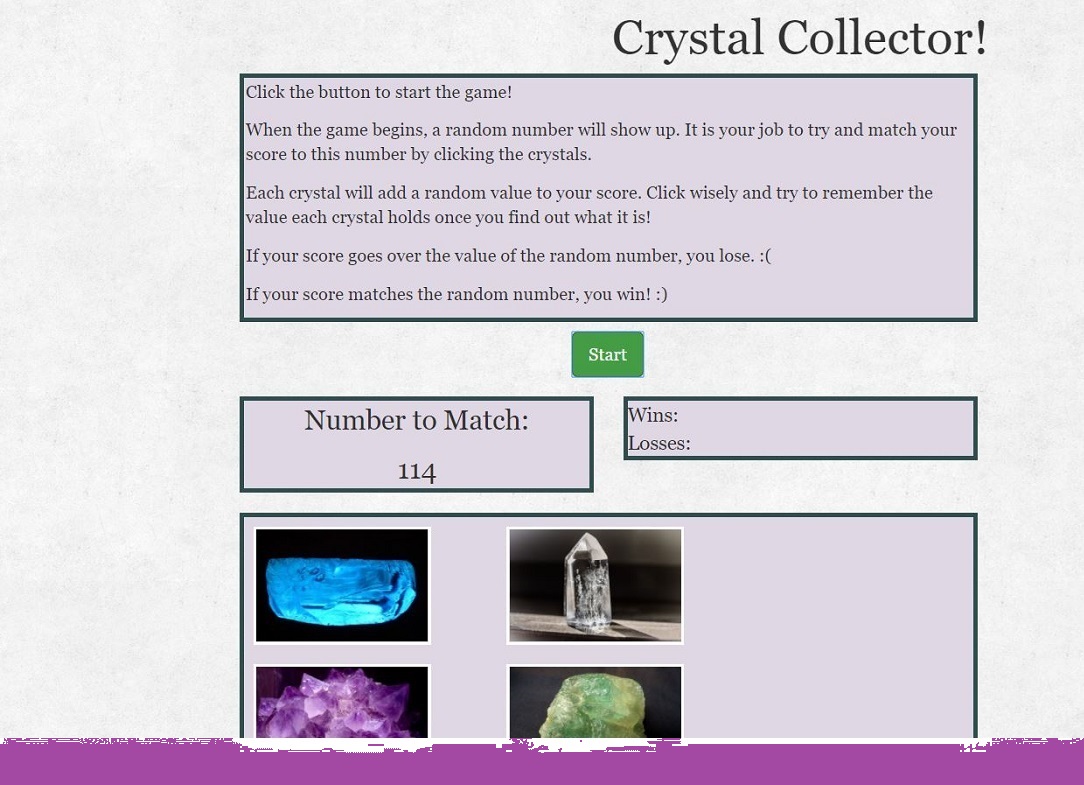 Crystal Collector!
Click the button to start the game!
When the game begins, a random number will show up. It is your job to try and match your
score to this number by clicking the crystals.
Each crystal will add a random value to your score. Click wisely and try to remember the
value each crystal holds once you find out what it is!
If your score goes over the value of the random number, you lose. :(
If your score matches the random number, you win! :)
Start
Number to Match:
114
Wins:
Losses: